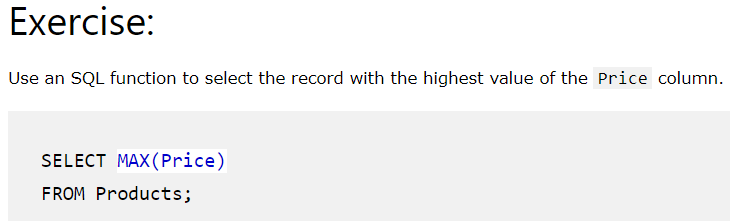 Exercise:
Use an SQL function to select the record with the highest value of the Price column.
SELECT MAX(Price)
FROM Products;